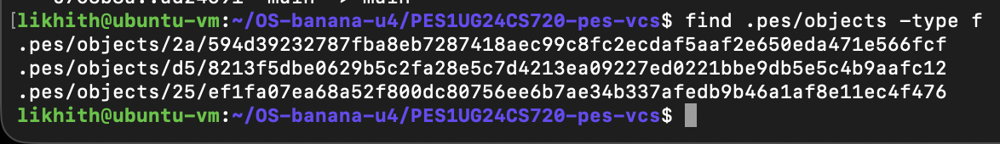 likhith@ubuntu-vm:~/OS-banana-u4/PES1UG24CS720-pes-vcs$ find .pes/objects -type f
.pes/objects/2a/594d39232787fba8eb7287418aec99c8fc2ecdaf5aaf2e650eda471e566fcf
.pes/objects/d5/8213f5dbe0629b5c2fa28e5c7d4213ea09227ed0221bbe9db5e5c4b9aafc12
.pes/objects/25/ef1fa07ea68a52f800dc80756ee6b7ae34b337afedb9b46a1af8e11ec4f476
likhith@ubuntu-vm:~/OS-banana-u4/PES1UG24CS720-pes-vcs$